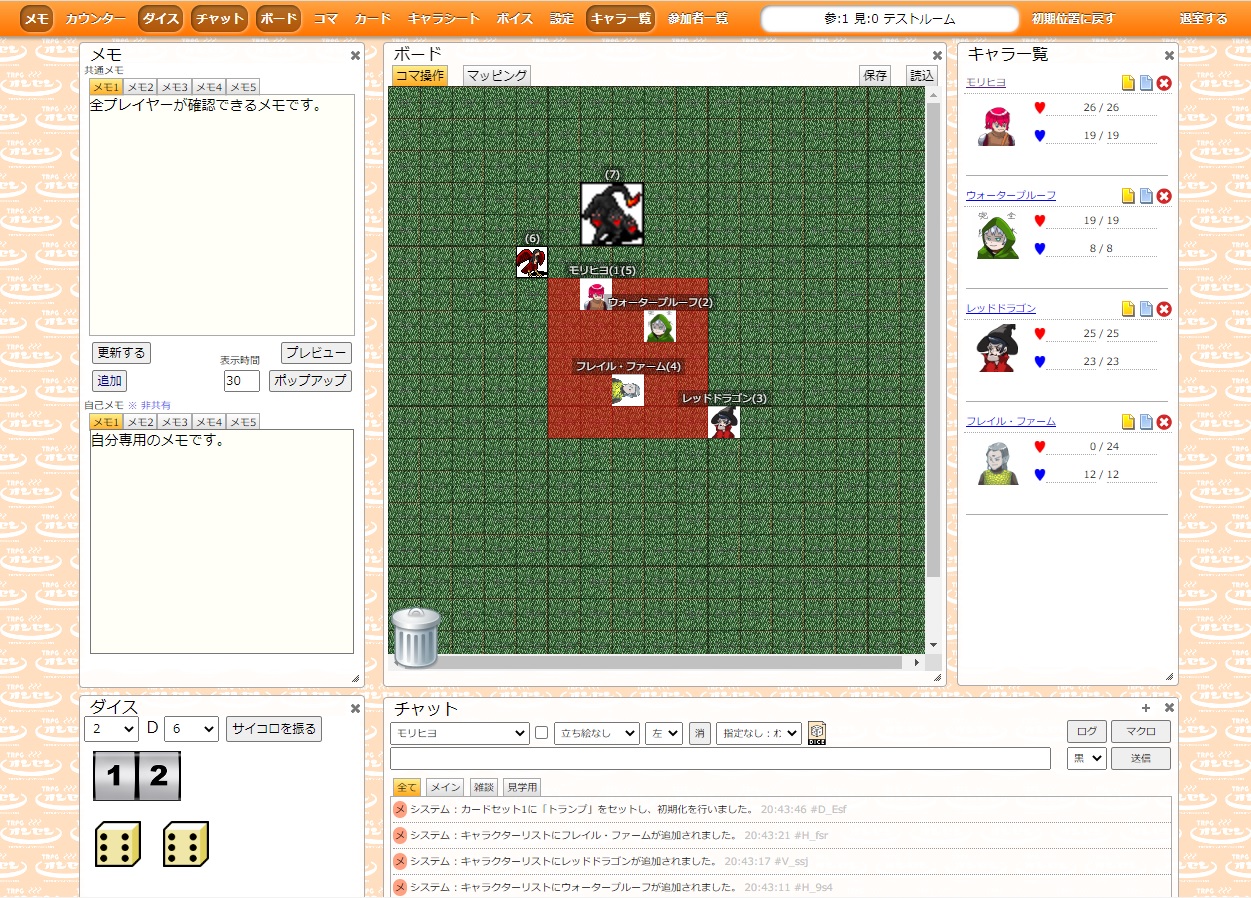 メモ カウンター ダイス チャット ボード コマ カード キャラシート ボイス 設定 キャラ一覧 参加者一覧 参:1 見:0 テストルーム 初期位置に戻す 退室する
メモ
共通メモ
メモ1 メモ2 メモ3 メモ4 メモ5
全プレイヤーが確認できるメモです。
更新する 表示時間 プレビュー
追加 30 ポップアップ
自己メモ ※ 非共有
メモ1 メモ2 メモ3 メモ4 メモ5
自分専用のメモです。
ボード
コマ操作 マッピング 保存 読込
(7)
(6)
モリヒヨ(1(5)
ウォータープルーフ(2)
フレイル・ファーム(4)
レッドドラゴン(3)
キャラ一覧
モリヒヨ
26 / 26
19 / 19
ウォータープルーフ
完 全
19 / 19
8 / 8
レッドドラゴン
25 / 25
23 / 23
フレイル・ファーム
0 / 24
12 / 12
ダイス
2 D 6 サイコロを振る
1 2
チャット
モリヒヨ 立ち絵なし 左 消 指定なし：オ DICE ログ マクロ
黒 送信
全て メイン 雑談 見学用
メ システム：カードセット1に「トランプ」をセットし、初期化を行いました。 20:43:46 #D_Esf
メ システム：キャラクターリストにフレイル・ファームが追加されました。 20:43:21 #H_fsr
メ システム：キャラクターリストにレッドドラゴンが追加されました。 20:43:17 #V_ssj
メ システム：キャラクターリストにウォータープルーフが追加されました。 20:43:11 #H_9s4
TRPG オンセン